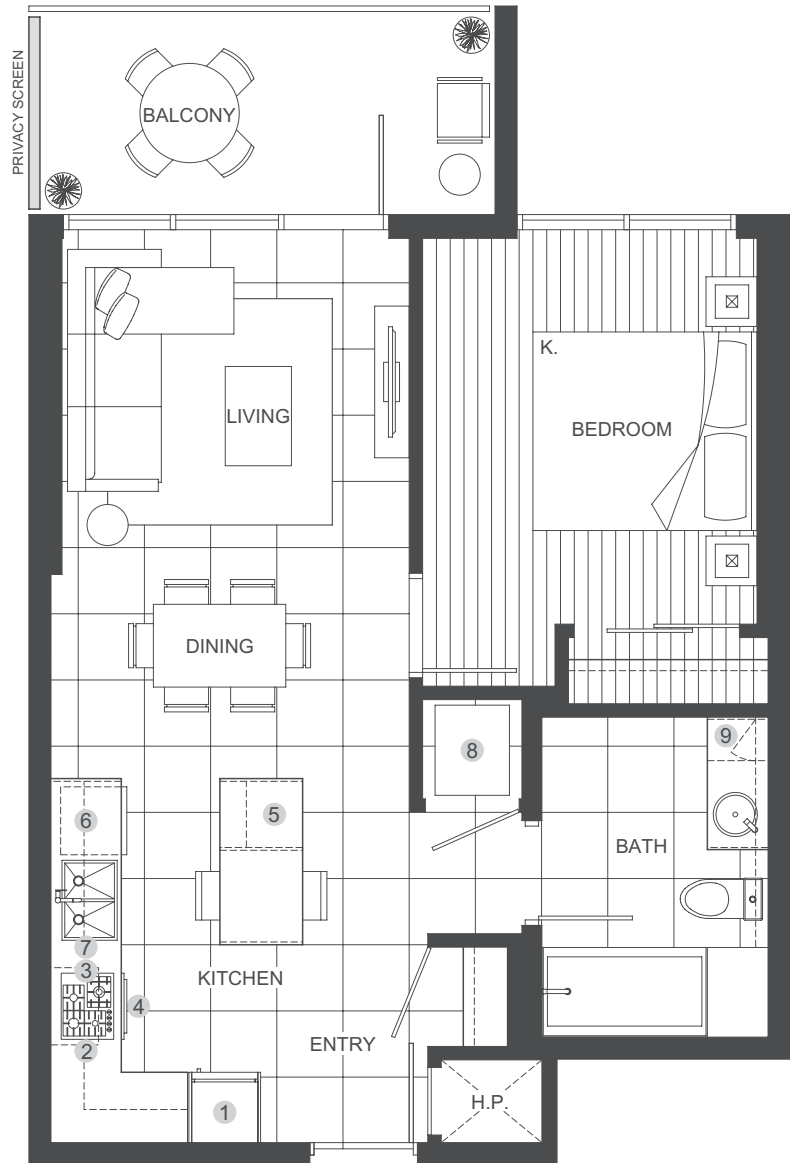 PRIVACY SCREEN
BALCONY
K.
LIVING
BEDROOM
DINING
9
8
6
5
BATH
7
3
KITCHEN
4
ENTRY
2
H.P.
1